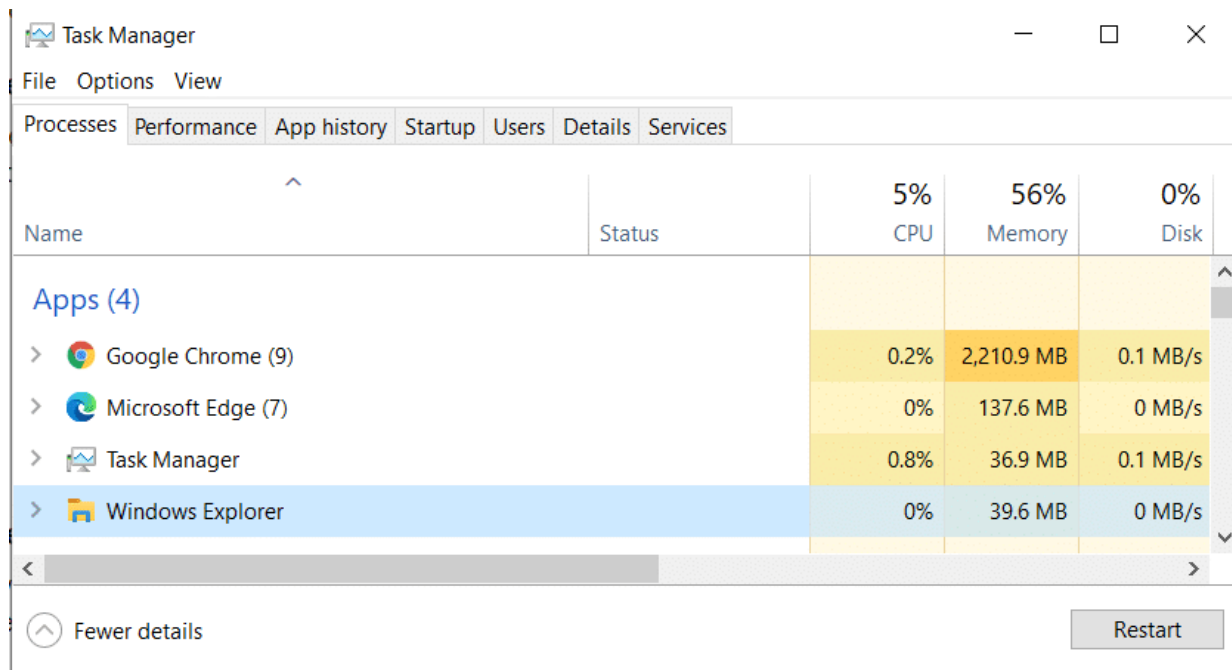 Task Manager
File Options View
Processes Performance App history Startup Users Details Services
5% 56% 0%
Name Status CPU Memory Disk
Apps (4)
Google Chrome (9) 0.2% 2,210.9 MB 0.1 MB/s
Microsoft Edge (7) 0% 137.6 MB 0 MB/s
Task Manager 0.8% 36.9 MB 0.1 MB/s
Windows Explorer 0% 39.6 MB 0 MB/s
Fewer details Restart